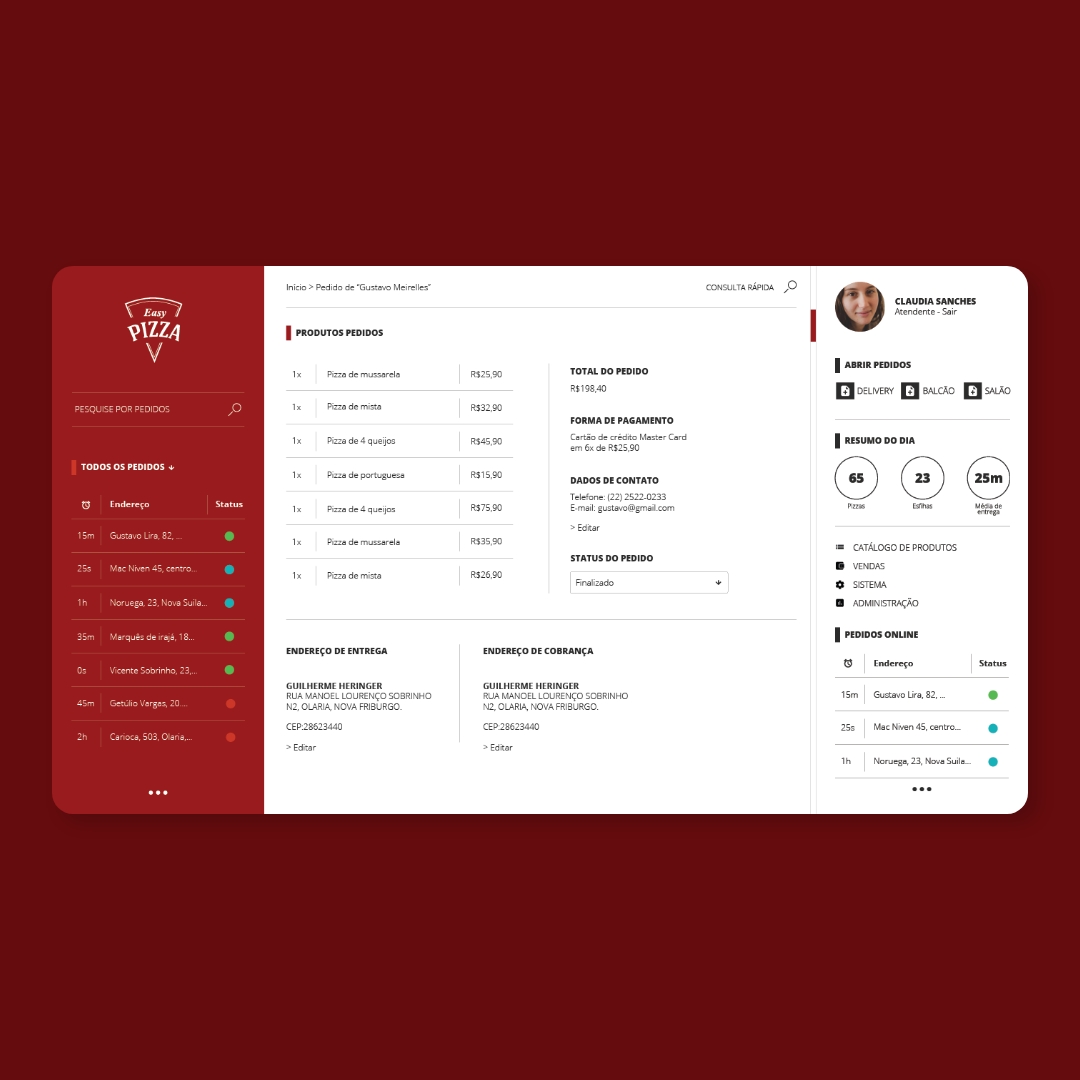 Easy
PIZZA
PESQUISE POR PEDIDOS
TODOS OS PEDIDOS
Endereço Status
15m Gustavo Lira, 82, ...
25s Mac Niven 45, centro...
1h Noruega, 23, Nova Suila...
35m Marquês de irajá, 18...
0s Vicente Sobrinho, 23,...
45m Getúlio Vargas, 20....
2h Carioca, 503, Olaria,...
Início > Pedido de "Gustavo Meirelles"
CONSULTA RÁPIDA
PRODUTOS PEDIDOS
1x Pizza de mussarela R$25,90
1x Pizza de mista R$32,90
1x Pizza de 4 queijos R$45,90
1x Pizza de portuguesa R$15,90
1x Pizza de 4 queijos R$75,90
1x Pizza de mussarela R$35,90
1x Pizza de mista R$26,90
TOTAL DO PEDIDO
R$198,40
FORMA DE PAGAMENTO
Cartão de crédito Master Card
em 6x de R$25,90
DADOS DE CONTATO
Telefone: (22) 2522-0233
E-mail: gustavo@gmail.com
> Editar
STATUS DO PEDIDO
Finalizado
ENDEREÇO DE ENTREGA
GUILHERME HERINGER
RUA MANOEL LOURENÇO SOBRINHO
N2, OLARIA, NOVA FRIBURGO.
CEP:28623440
> Editar
ENDEREÇO DE COBRANÇA
GUILHERME HERINGER
RUA MANOEL LOURENÇO SOBRINHO
N2, OLARIA, NOVA FRIBURGO.
CEP:28623440
> Editar
CLAUDIA SANCHES
Atendente - Sair
ABRIR PEDIDOS
DELIVERY BALCÃO SALÃO
RESUMO DO DIA
65 23 25m
Pizzas Esfihas Média de
entrega
CATÁLOGO DE PRODUTOS
VENDAS
SISTEMA
ADMINISTRAÇÃO
PEDIDOS ONLINE
Endereço Status
15m Gustavo Lira, 82, ...
25s Mac Niven 45, centro...
1h Noruega, 23, Nova Suila...